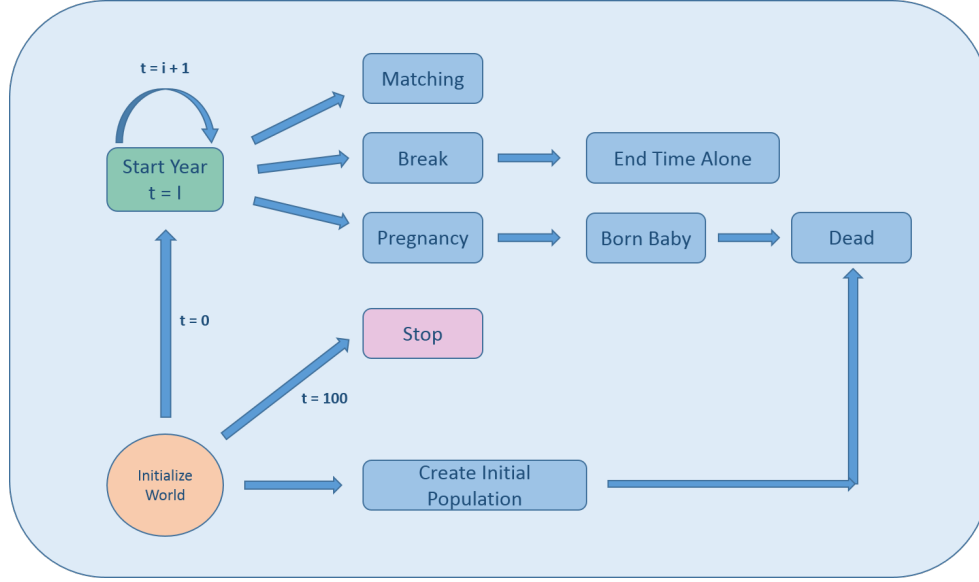 t = i + 1
Matching
Start Year
t = I
Break
End Time Alone
Pregnancy
Born Baby
Dead
t = 0
Stop
t = 100
Initialize
World
Create Initial
Population